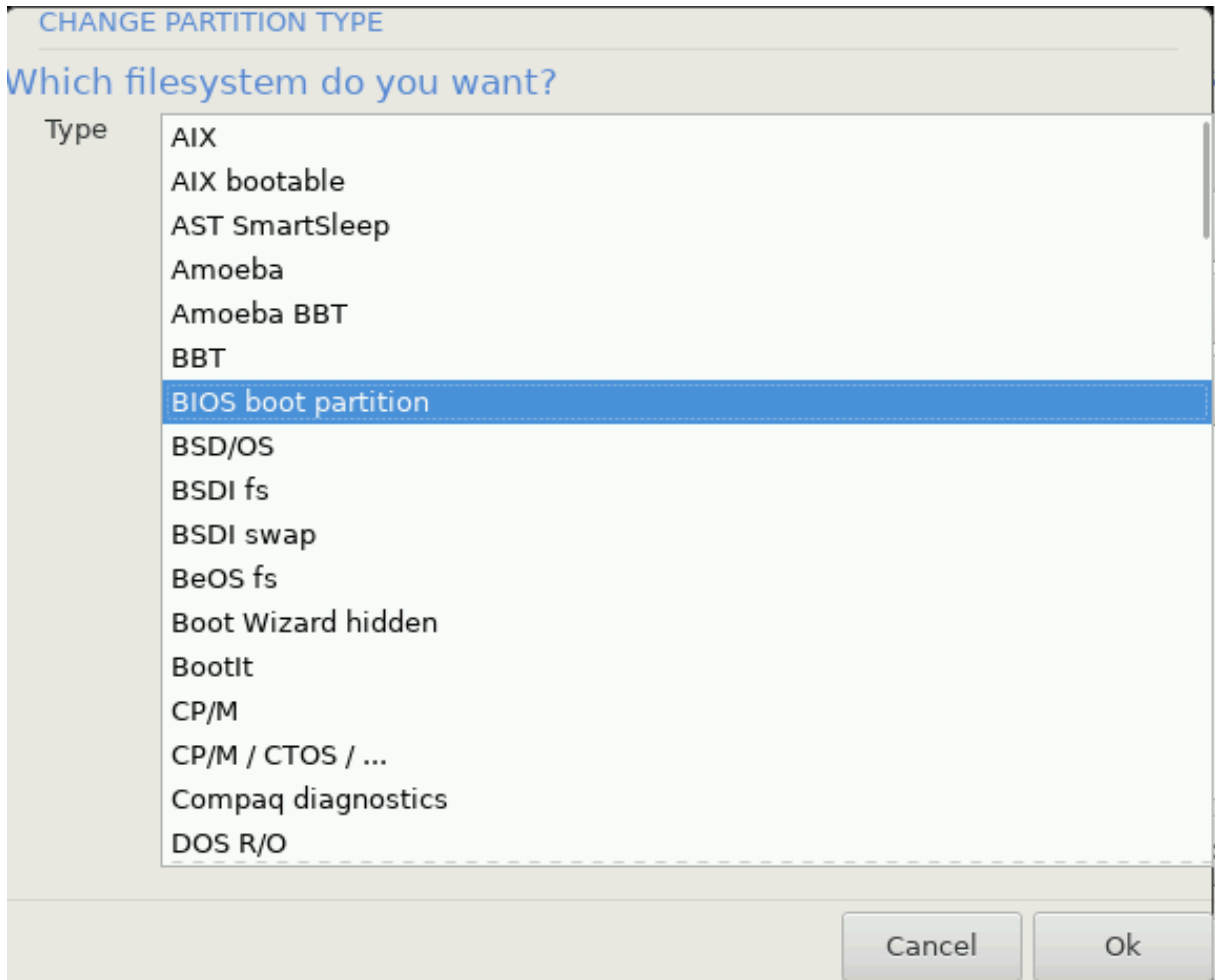 CHANGE PARTITION TYPE
Which filesystem do you want?
Type
AIX
AIX bootable
AST SmartSleep
Amoeba
Amoeba BBT
BBT
BIOS boot partition
BSD/OS
BSDI fs
BSDI swap
BeOS fs
Boot Wizard hidden
BootIt
CP/M
CP/M / CTOS / ...
Compaq diagnostics
DOS R/O
Cancel Ok